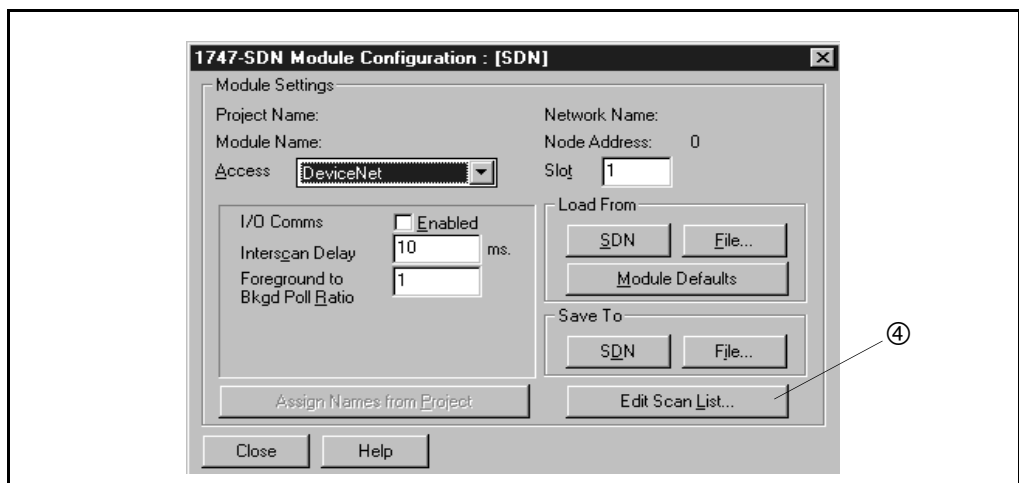 1747-SDN Module Configuration : [SDN]
Module Settings
Project Name:
Network Name:
Module Name:
Node Address: 0
Access DeviceNet
Slot 1
I/O Comms Enabled
Interscan Delay 10 ms.
Foreground to
Bkgd Poll Ratio 1
Load From
SDN File...
Module Defaults
Save To
SDN File...
④
Assign Names from Project
Edit Scan List...
Close Help